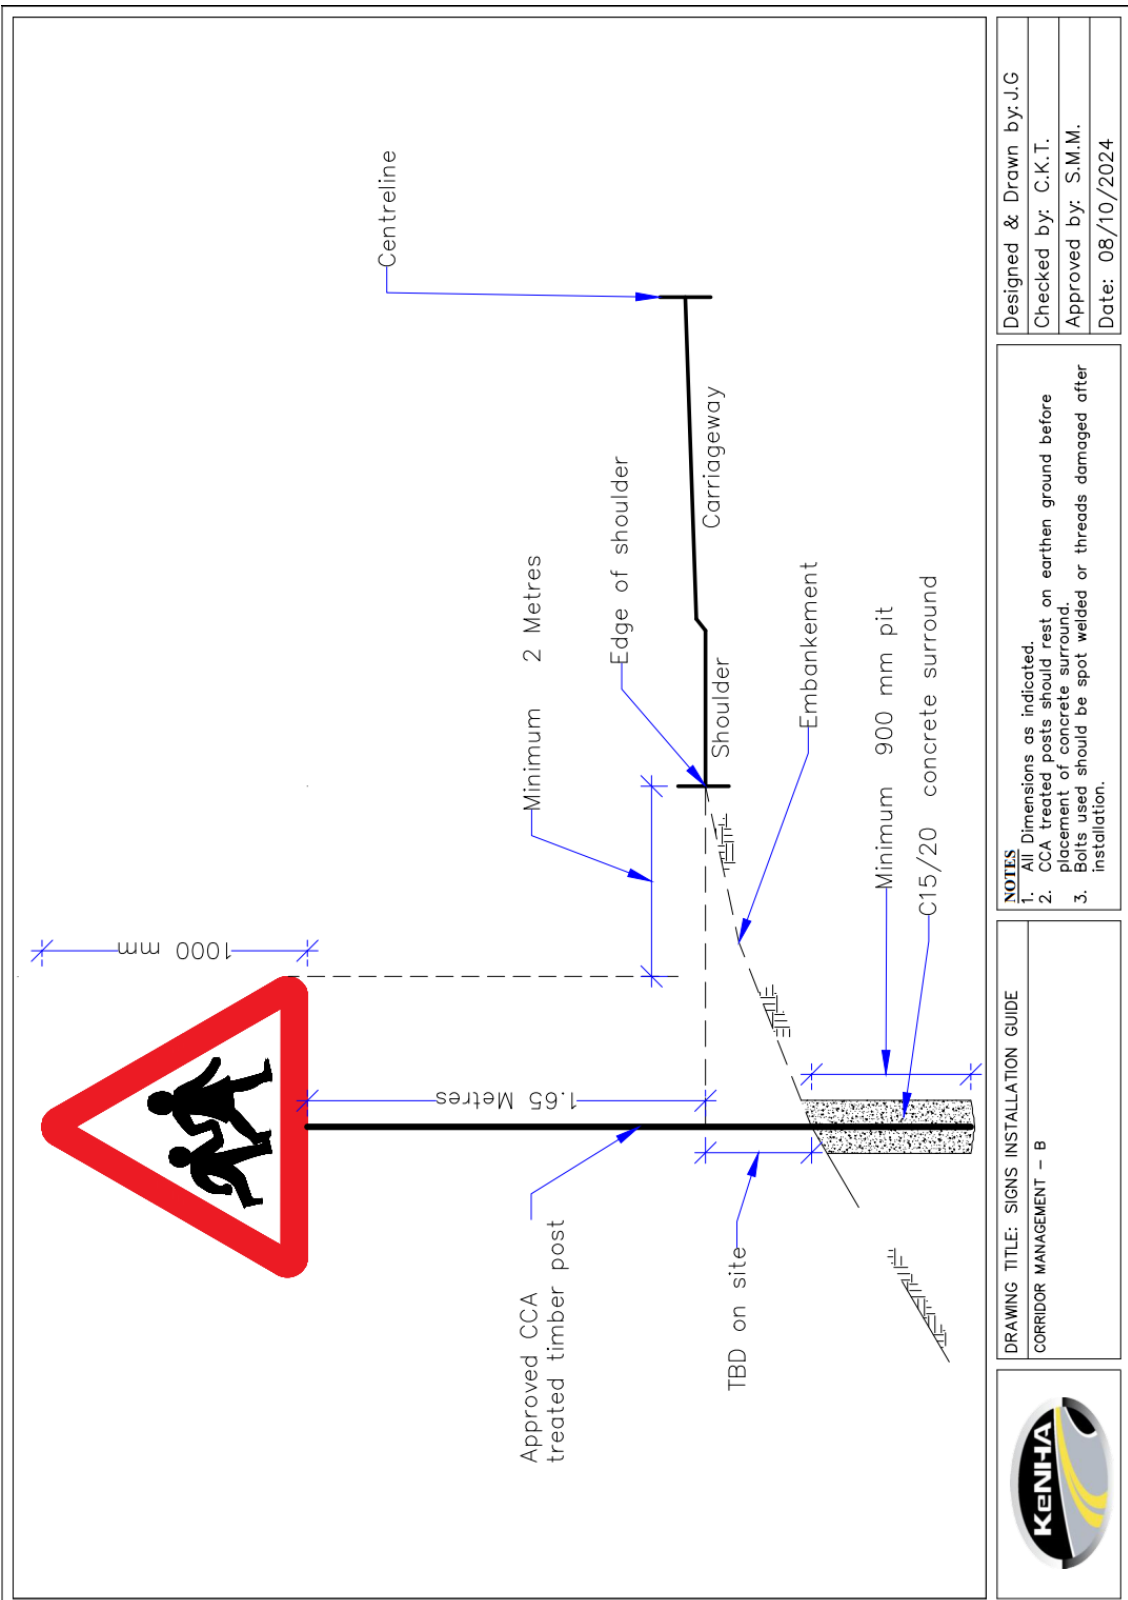 Centreline
1000 mm
Minimum 2 Metres
Edge of shoulder
Carriageway
Shoulder
Embankement
1.65 Metres
Approved CCA
treated timber post
TBD on site
Minimum 900 mm pit
C15/20 concrete surround
KeNHA
DRAWING TITLE: SIGNS INSTALLATION GUIDE
CORRIDOR MANAGEMENT - B
NOTES
1. All Dimensions as indicated.
2. CCA treated posts should rest on earthen ground before
placement of concrete surround.
3. Bolts used should be spot welded or threads damaged after
installation.
Designed & Drawn by: J.G
Checked by: C.K.T.
Approved by: S.M.M.
Date: 08/10/2024